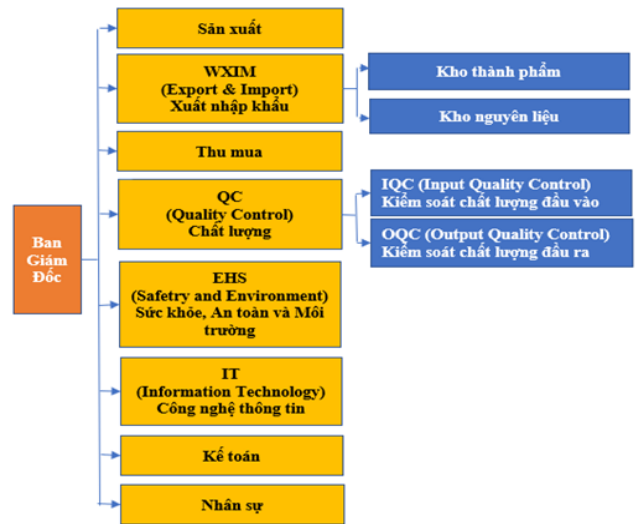 Sản xuất
WXIM
(Export & Import)
Xuất nhập khẩu
Kho thành phẩm
Kho nguyên liệu
Thu mua
QC
(Quality Control)
Chất lượng
IQC (Input Quality Control)
Kiểm soát chất lượng đầu vào
OQC (Output Quality Control)
Kiểm soát chất lượng đầu ra
Ban
Giám
Đốc
EHS
(Safetry and Environment)
Sức khỏe, An toàn và Môi
trường
IT
(Information Technology)
Công nghệ thông tin
Kế toán
Nhân sự